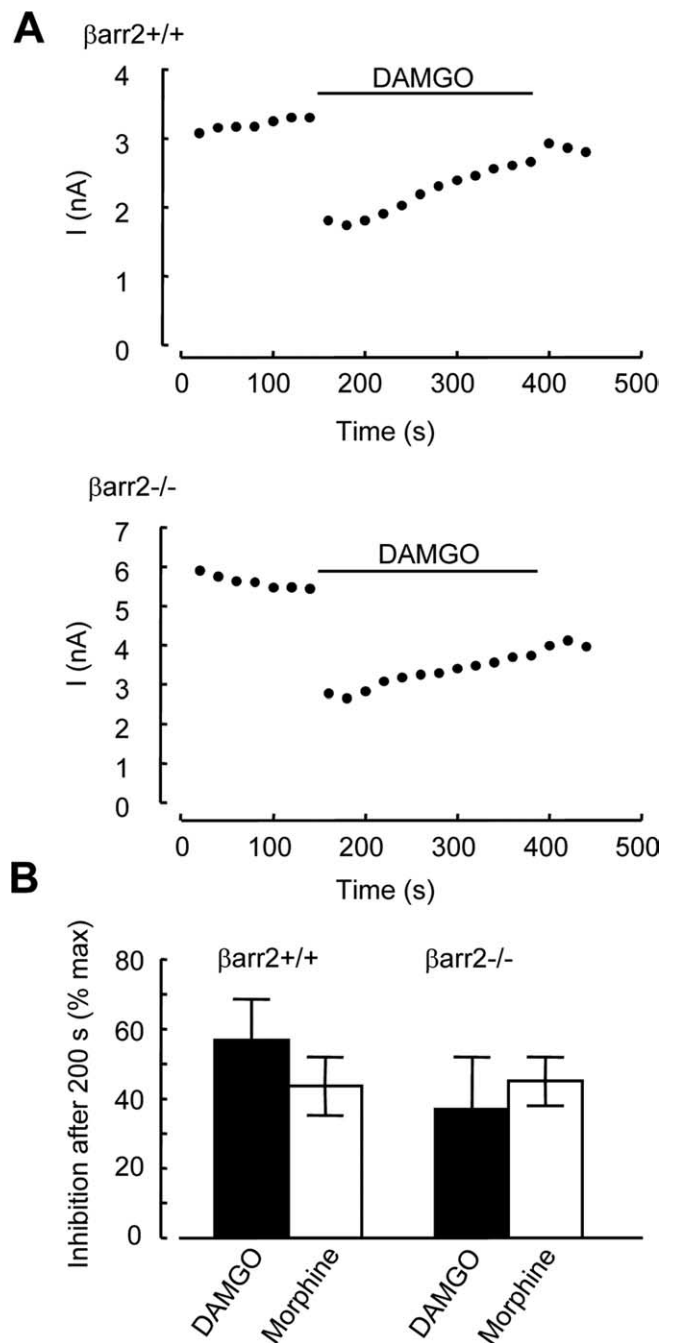 A
βarr2+/+
4
DAMGO
3
2
1
0
I (nA)
0 100 200 300 400 500
Time (s)
βarr2-/-
7
6
DAMGO
5
4
3
2
1
0
I (nA)
0 100 200 300 400 500
Time (s)
B
80
βarr2+/+ βarr2-/-
60
40
20
0
Inhibition after 200 s (% max)
DAMGO Morphine DAMGO Morphine